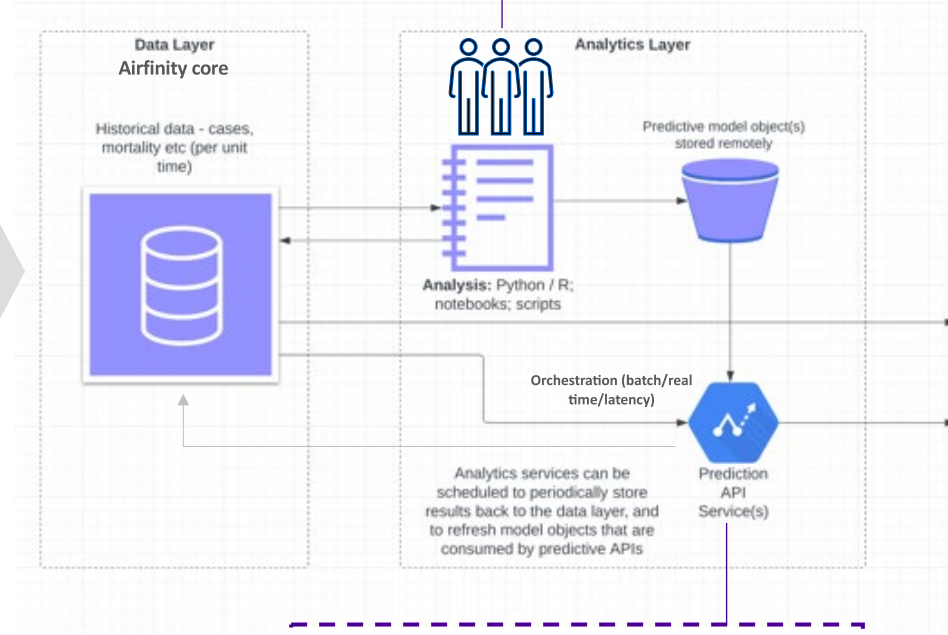 Data Layer
Airfinity core
Historical data - cases,
mortality etc (per unit
time)
Analytics Layer
Predictive model object(s)
stored remotely
Analysis: Python / R;
notebooks; scripts
Orchestration (batch/real
time/latency)
Prediction
API
Service(s)
Analytics services can be
scheduled to periodically store
results back to the data layer, and
to refresh model objects that are
consumed by predictive APIs